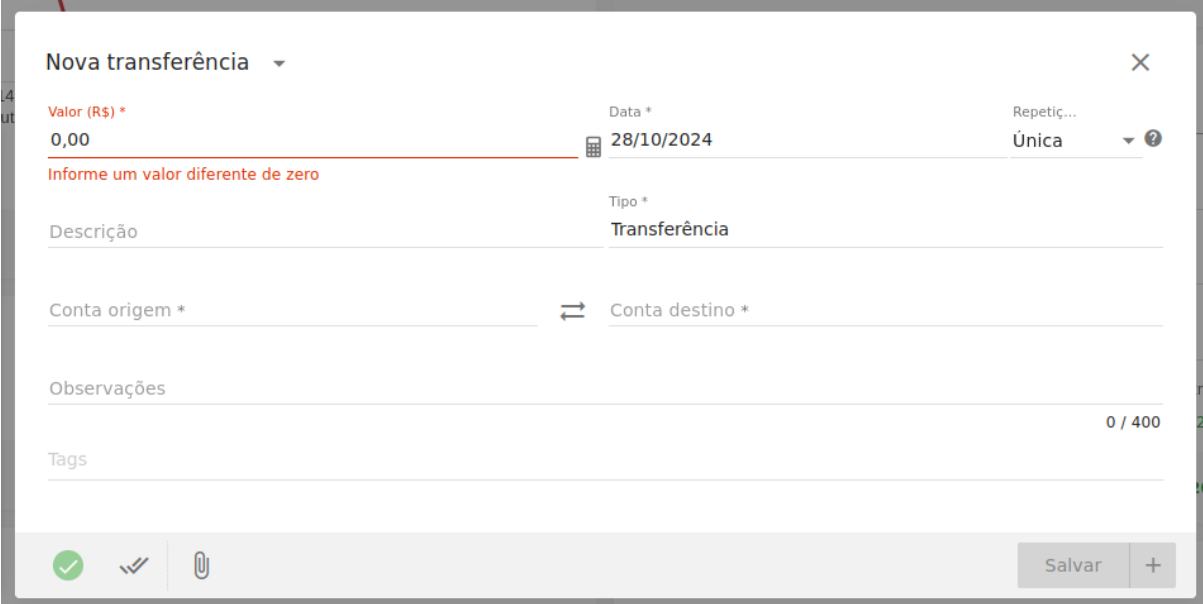 Nova transferência
Valor (R$) *
Data *
Repetiç...
0,00
28/10/2024
Única
Informe um valor diferente de zero
Tipo *
Descrição
Transferência
Conta origem *
Conta destino *
Observações
0 / 400
Tags
Salvar
+